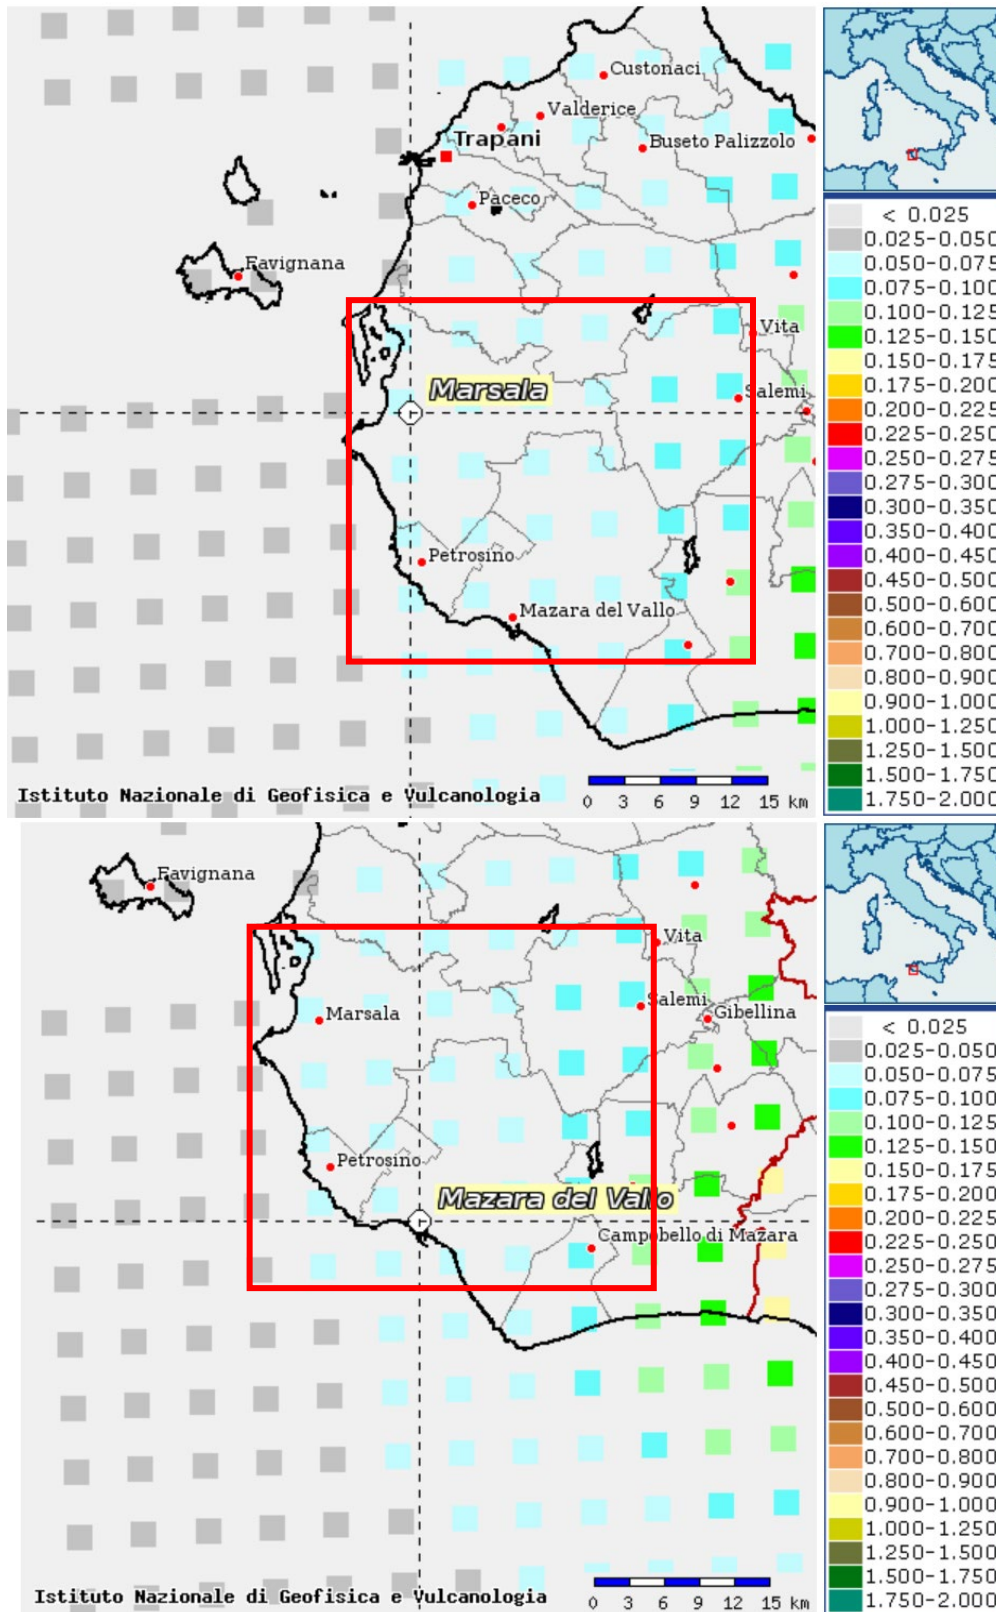 Custonaci
Valderice
Trapani
Buseto Palizzolo
Paceco
Favignana
Vita
Marsala
Salemi
Petrosino
Mazara del Vallo
Istituto Nazionale di Geofisica e Vulcanologia
0 3 6 9 12 15 km
< 0.025
0.025-0.050
0.050-0.075
0.075-0.100
0.100-0.125
0.125-0.150
0.150-0.175
0.175-0.200
0.200-0.225
0.225-0.250
0.250-0.275
0.275-0.300
0.300-0.350
0.350-0.400
0.400-0.450
0.450-0.500
0.500-0.600
0.600-0.700
0.700-0.800
0.800-0.900
0.900-1.000
1.000-1.250
1.250-1.500
1.500-1.750
1.750-2.000
Favignana
Vita
Marsala
Salemi
Gibellina
Petrosino
Mazara del Vallo
Campobello di Mazara
Istituto Nazionale di Geofisica e Vulcanologia
0 3 6 9 12 15 km
< 0.025
0.025-0.050
0.050-0.075
0.075-0.100
0.100-0.125
0.125-0.150
0.150-0.175
0.175-0.200
0.200-0.225
0.225-0.250
0.250-0.275
0.275-0.300
0.300-0.350
0.350-0.400
0.400-0.450
0.450-0.500
0.500-0.600
0.600-0.700
0.700-0.800
0.800-0.900
0.900-1.000
1.000-1.250
1.250-1.500
1.500-1.750
1.750-2.000